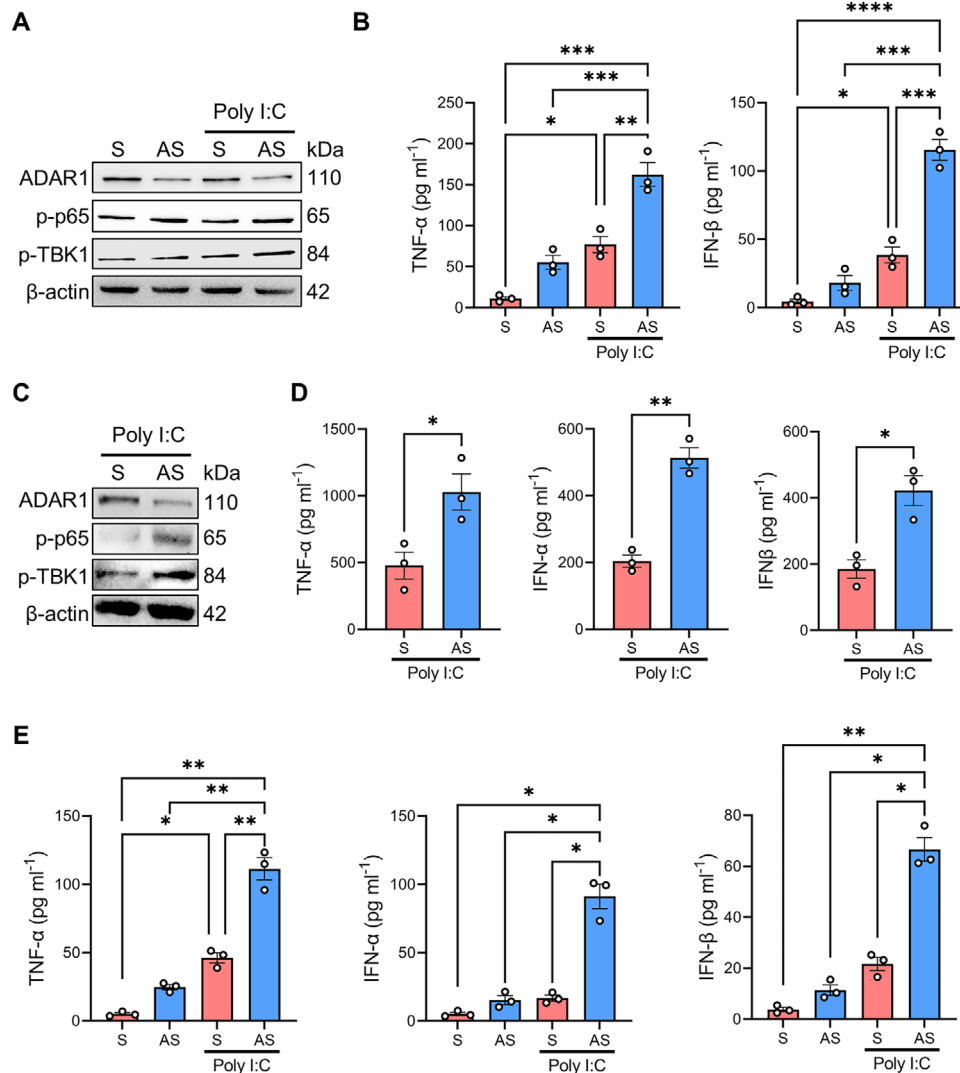 A
Poly I:C
S AS S AS kDa
ADAR1 110
p-p65 65
p-TBK1 84
β-actin 42
B
***
***
* **
TNF-α (pg ml⁻¹)
250
200
150
100
50
0
S AS S AS
Poly I:C
****
***
* ***
IFN-β (pg ml⁻¹)
150
100
50
0
S AS S AS
Poly I:C
C
Poly I:C
S AS kDa
ADAR1 110
p-p65 65
p-TBK1 84
β-actin 42
D
*
TNF-α (pg ml⁻¹)
1500
1000
500
0
S AS
Poly I:C
**
IFN-α (pg ml⁻¹)
600
400
200
0
S AS
Poly I:C
*
IFNβ (pg ml⁻¹)
600
400
200
0
S AS
Poly I:C
E
**
**
* **
TNF-α (pg ml⁻¹)
150
100
50
0
S AS S AS
Poly I:C
*
*
*
IFN-α (pg ml⁻¹)
150
100
50
0
S AS S AS
Poly I:C
**
*
*
IFN-β (pg ml⁻¹)
80
60
40
20
0
S AS S AS
Poly I:C